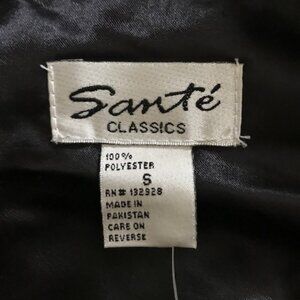 Santé
CLASSICS
100%
POLYESTER
S
RN# 132928
MADE IN
PAKISTAN
CARE ON
REVERSE